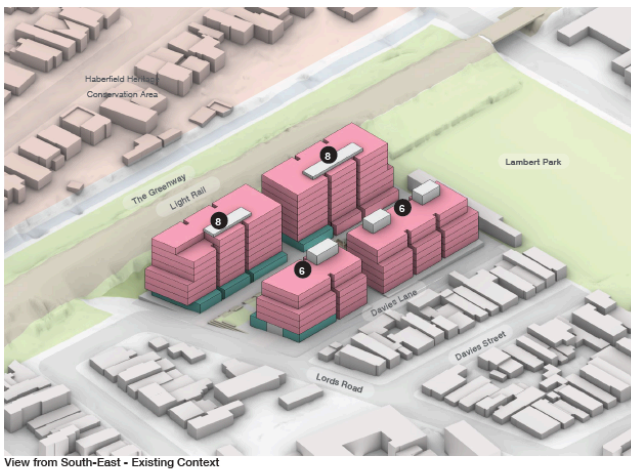 Haberfield Heritage
Conservation Area
The Greenway
Light Rail
Lambert Park
8
8
6
6
Davies Lane
Davies Street
Lords Road
View from South-East - Existing Context